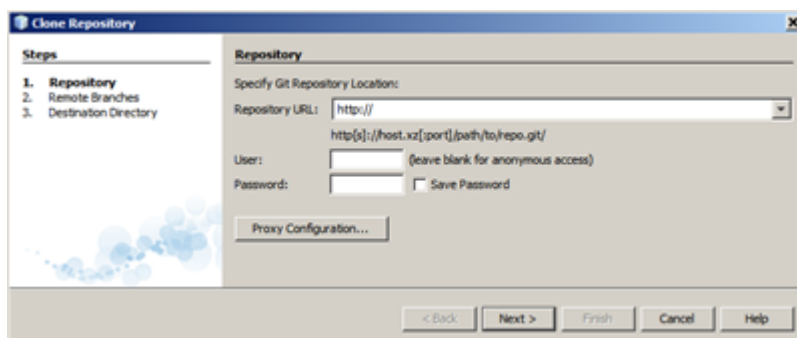 Clone Repository
Steps
1. Repository
2. Remote Branches
3. Destination Directory
Repository
Specify Git Repository Location:
Repository URL: http://
http[s]://host.xz[:port]/path/to/repo.git/
User: (leave blank for anonymous access)
Password: Save Password
Proxy Configuration...
< Back Next > Finish Cancel Help